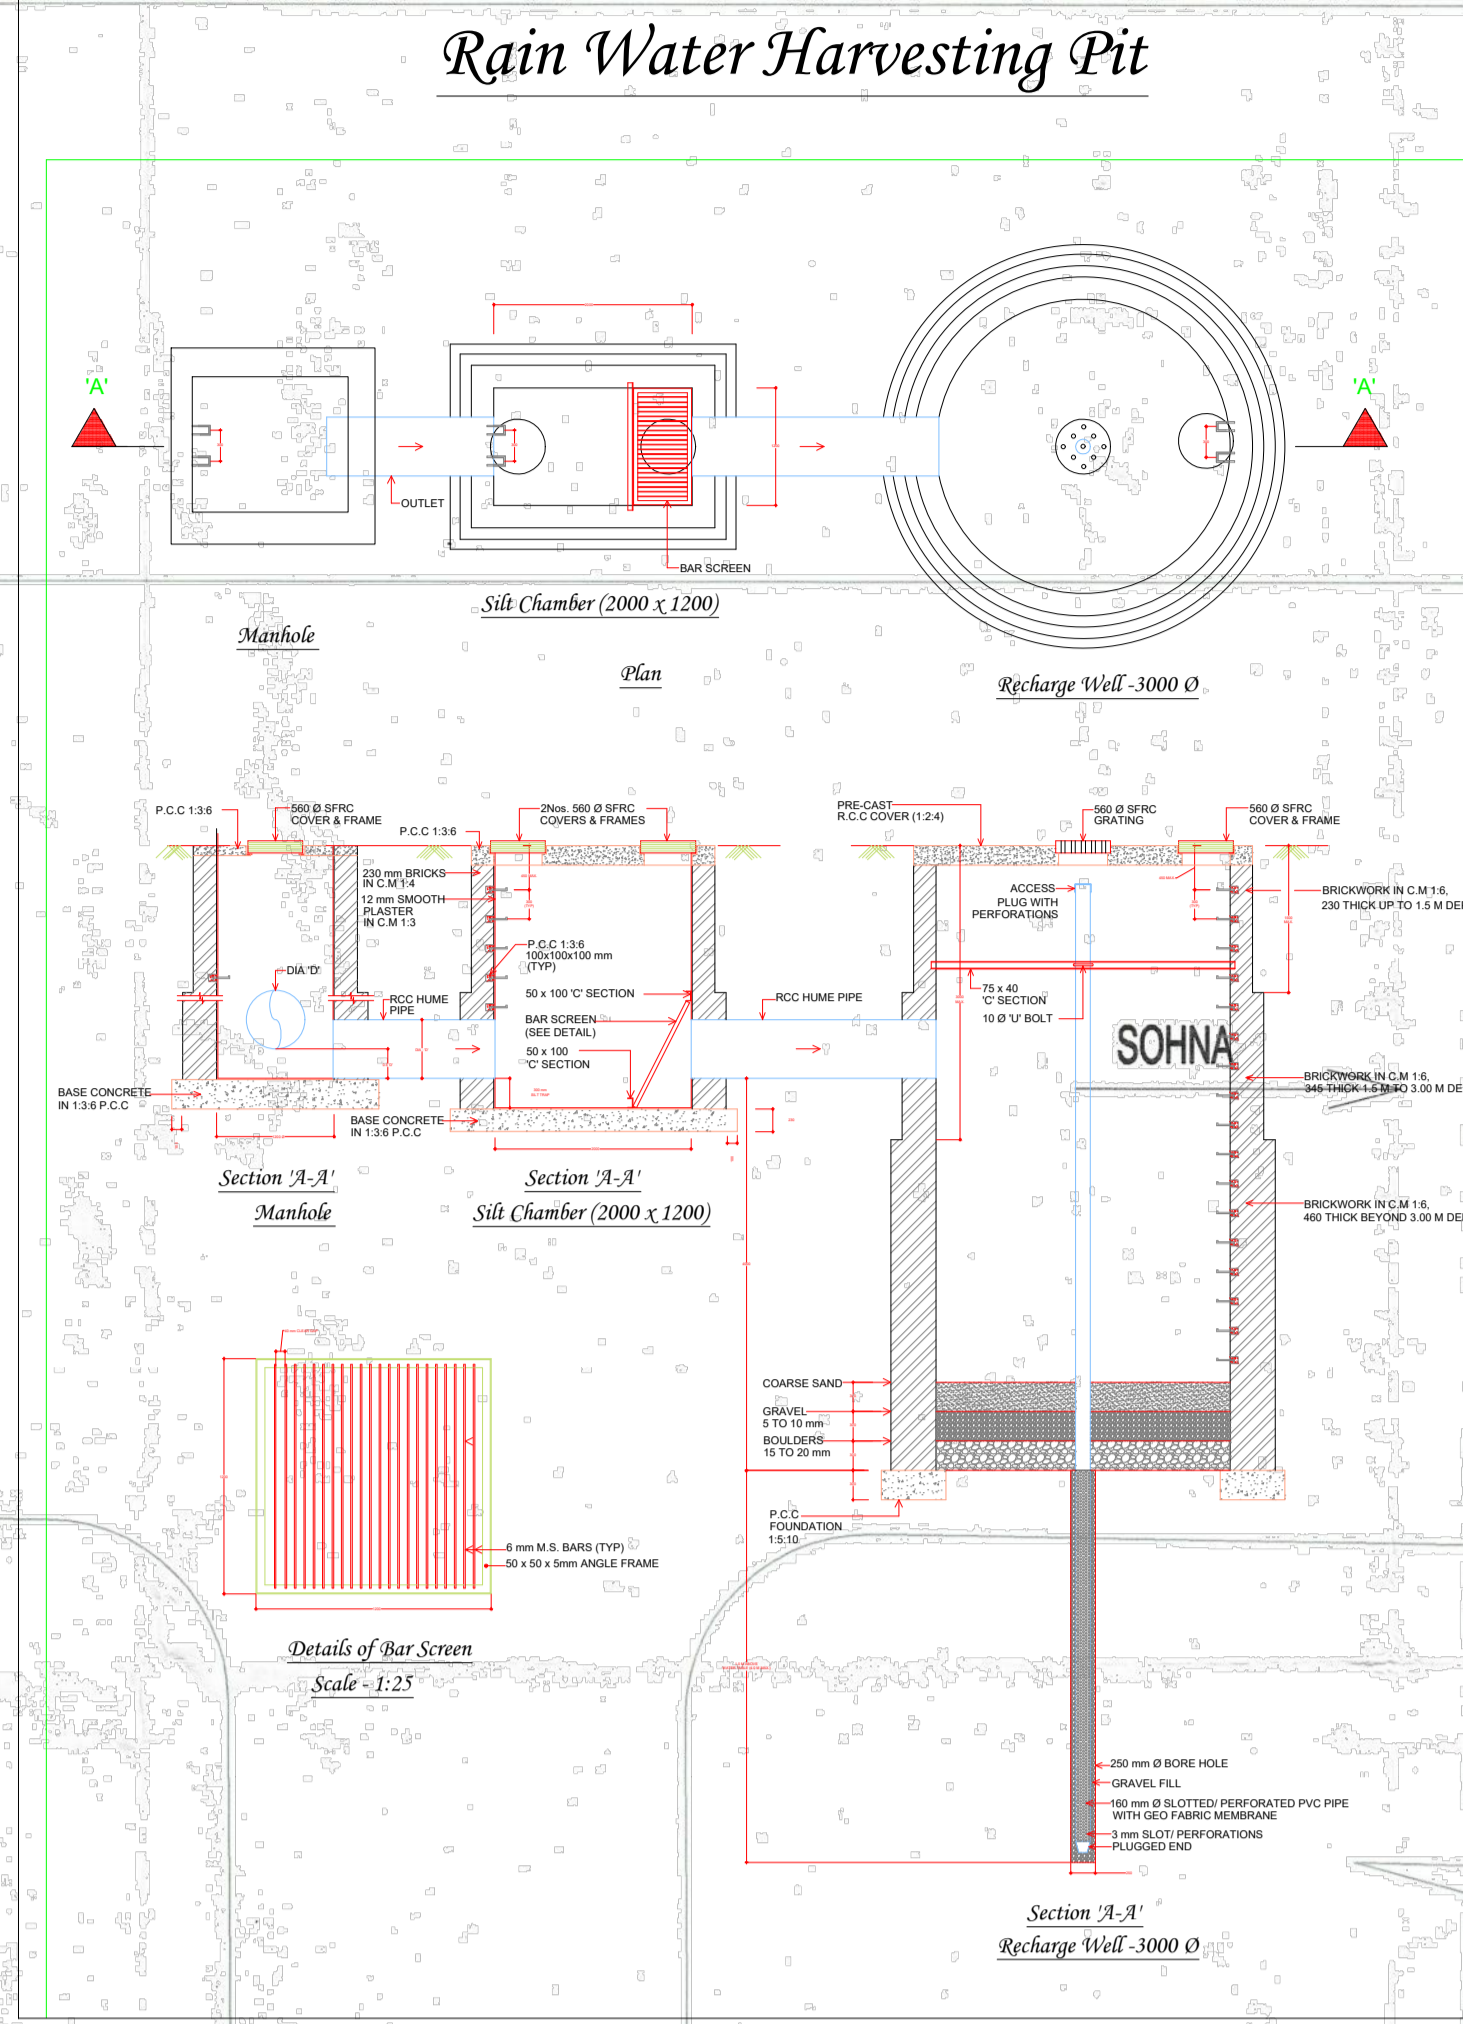 Rain Water Harvesting Pit
'A'
'A'
OUTLET
BAR SCREEN
Silt Chamber (2000 x 1200)
Manhole
Plan
Recharge Well -3000 Ø
P.C.C 1:3:6
560 Ø SFRC
COVER & FRAME
P.C.C 1:3:6
2Nos. 560 Ø SFRC
COVERS & FRAMES
PRE-CAST
R.C.C COVER (1:2:4)
560 Ø SFRC
GRATING
560 Ø SFRC
COVER & FRAME
230 mm BRICKS
IN C.M 1:4
12 mm SMOOTH
PLASTER
IN C.M 1:3
P.C.C 1:3:6
100x100x100 mm
(TYP)
DIA 'D'
RCC HUME
PIPE
50 x 100 'C' SECTION
BAR SCREEN
(SEE DETAIL)
50 x 100
'C' SECTION
RCC HUME PIPE
ACCESS
PLUG WITH
PERFORATIONS
75 x 40
'C' SECTION
10 Ø 'U' BOLT
BRICKWORK IN C.M 1:6,
230 THICK UP TO 1.5 M DE
SOHNA
BRICKWORK IN C.M 1:6,
345 THICK 1.5 M TO 3.00 M DE
BASE CONCRETE
IN 1:3:6 P.C.C
BASE CONCRETE
IN 1:3:6 P.C.C
Section 'A-A'
Manhole
Section 'A-A'
Silt Chamber (2000 x 1200)
BRICKWORK IN C.M 1:6,
460 THICK BEYOND 3.00 M DE
COARSE SAND
GRAVEL
5 TO 10 mm
BOULDERS
15 TO 20 mm
P.C.C
FOUNDATION
1:5:10
6 mm M.S. BARS (TYP)
50 x 50 x 5mm ANGLE FRAME
Details of Bar Screen
Scale - 1:25
250 mm Ø BORE HOLE
GRAVEL FILL
160 mm Ø SLOTTED/ PERFORATED PVC PIPE
WITH GEO FABRIC MEMBRANE
3 mm SLOT/ PERFORATIONS
PLUGGED END
Section 'A-A'
Recharge Well -3000 Ø